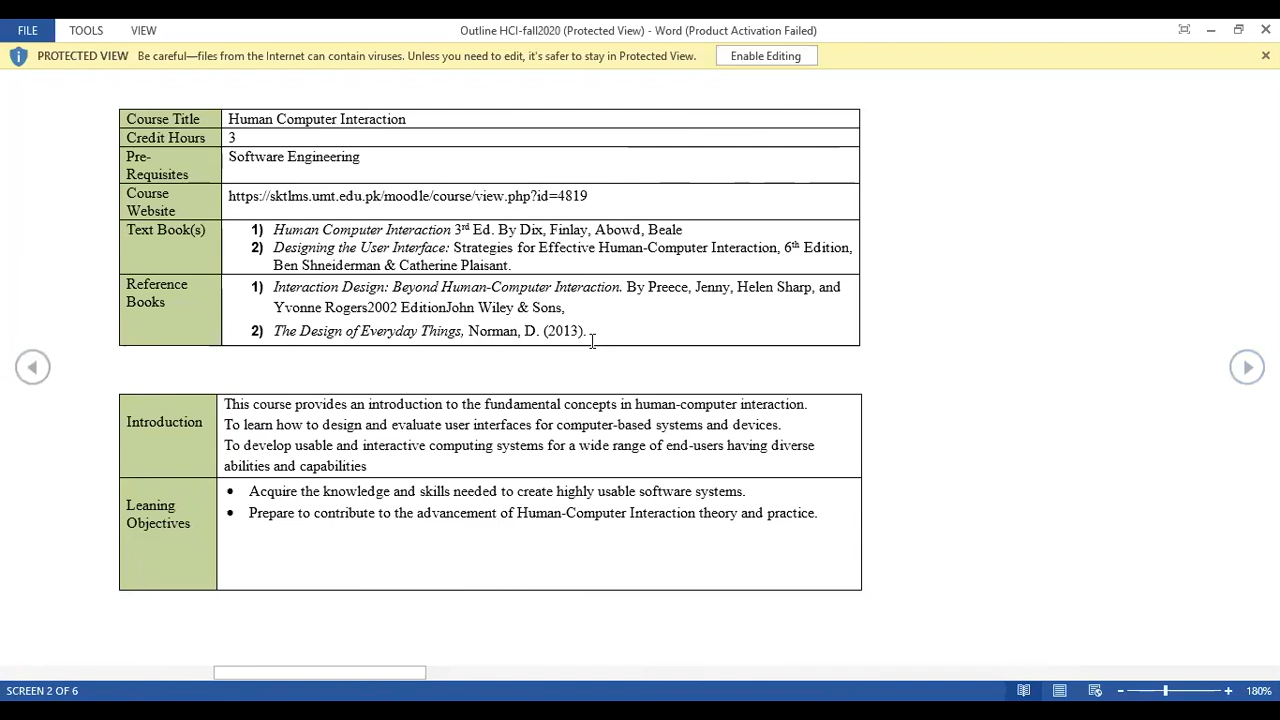 FILE TOOLS VIEW Outline HCI-fall2020 (Protected View) - Word (Product Activation Failed)
PROTECTED VIEW Be careful—files from the Internet can contain viruses. Unless you need to edit, it's safer to stay in Protected View. Enable Editing
Course Title Human Computer Interaction
Credit Hours 3
Pre- Software Engineering
Requisites
Course https://sktlms.umt.edu.pk/moodle/course/view.php?id=4819
Website
Text Book(s) 1) Human Computer Interaction 3rd Ed. By Dix, Finlay, Abowd, Beale
2) Designing the User Interface: Strategies for Effective Human-Computer Interaction, 6th Edition,
Ben Shneiderman & Catherine Plaisant.
Reference 1) Interaction Design: Beyond Human-Computer Interaction. By Preece, Jenny, Helen Sharp, and
Books Yvonne Rogers2002 EditionJohn Wiley & Sons,
2) The Design of Everyday Things, Norman, D. (2013).
This course provides an introduction to the fundamental concepts in human-computer interaction.
Introduction To learn how to design and evaluate user interfaces for computer-based systems and devices.
To develop usable and interactive computing systems for a wide range of end-users having diverse
abilities and capabilities
• Acquire the knowledge and skills needed to create highly usable software systems.
Leaning • Prepare to contribute to the advancement of Human-Computer Interaction theory and practice.
Objectives
SCREEN 2 OF 6 180%